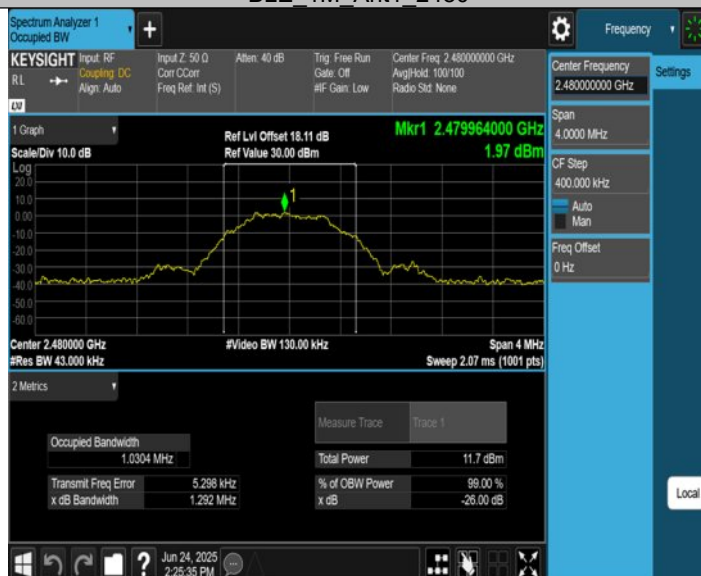 Spectrum Analyzer 1
Occupied BW
+
Frequency
KEYSIGHT
RL
Input: RF
Coupling: DC
Align: Auto
Input Z: 50 Ω
Corr CCorr
Freq Ref: Int (S)
Atten: 40 dB
Trig: Free Run
Gate: Off
#IF Gain: Low
Center Freq: 2.480000000 GHz
Avg|Hold: 100/100
Radio Std: None
Center Frequency
2.480000000 GHz
Settings
Span
4.0000 MHz
CF Step
400.000 kHz
Auto
Man
Freq Offset
0 Hz
1 Graph
Scale/Div 10.0 dB
Ref Lvl Offset 18.11 dB
Ref Value 30.00 dBm
Mkr1 2.479964000 GHz
1.97 dBm
Log
20.0
10.0
0.00
-10.0
-20.0
-30.0
-40.0
-50.0
-60.0
1
Center 2.480000 GHz
#Res BW 43.000 kHz
#Video BW 130.00 kHz
Span 4 MHz
Sweep 2.07 ms (1001 pts)
2 Metrics
Measure Trace Trace 1
Occupied Bandwidth
1.0304 MHz
Total Power 11.7 dBm
Transmit Freq Error 5.298 kHz
% of OBW Power 99.00 %
x dB Bandwidth 1.292 MHz
x dB -26.00 dB
Local
?
Jun 24, 2025
2:25:35 PM